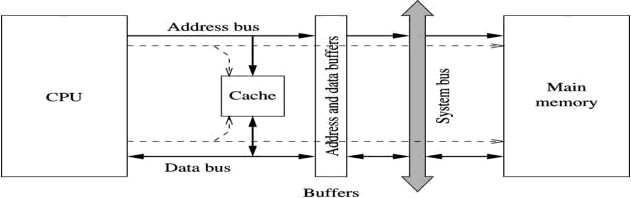 Address bus
CPU
Cache
Data bus
Address and data buffers
Buffers
System bus
Main
memory